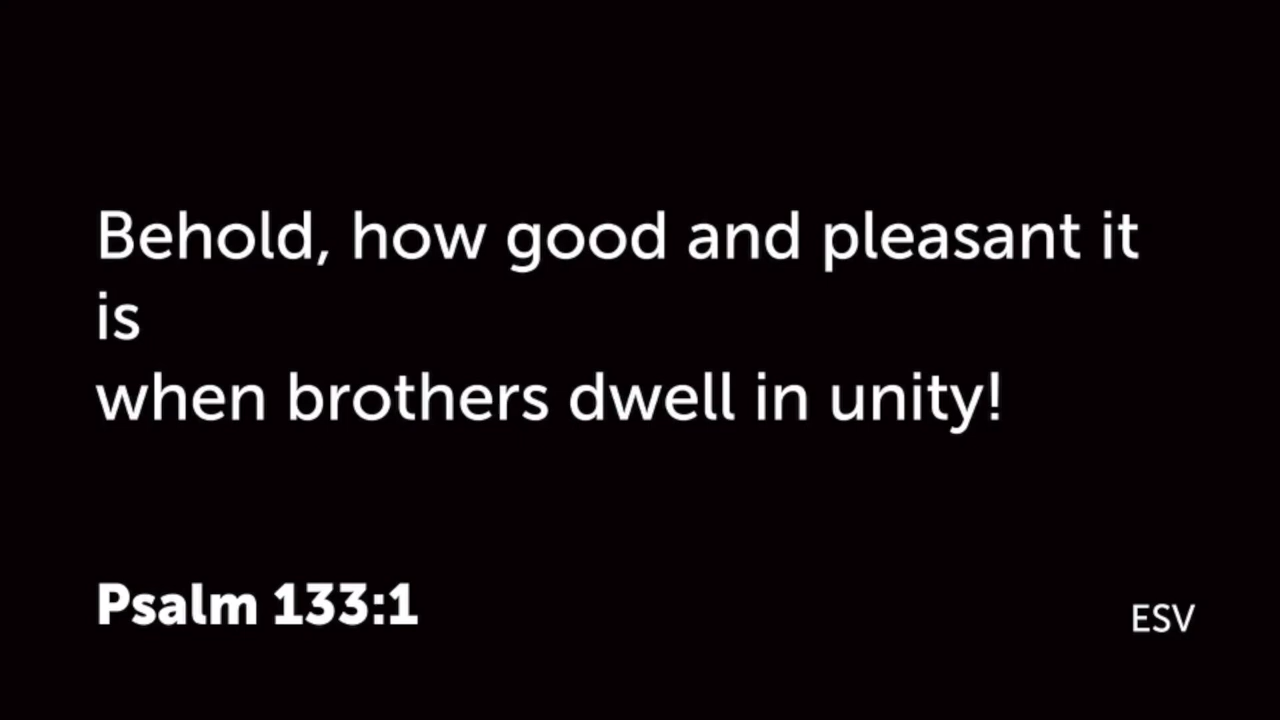 Behold, how good and pleasant it
is
when brothers dwell in unity!
Psalm 133:1
ESV